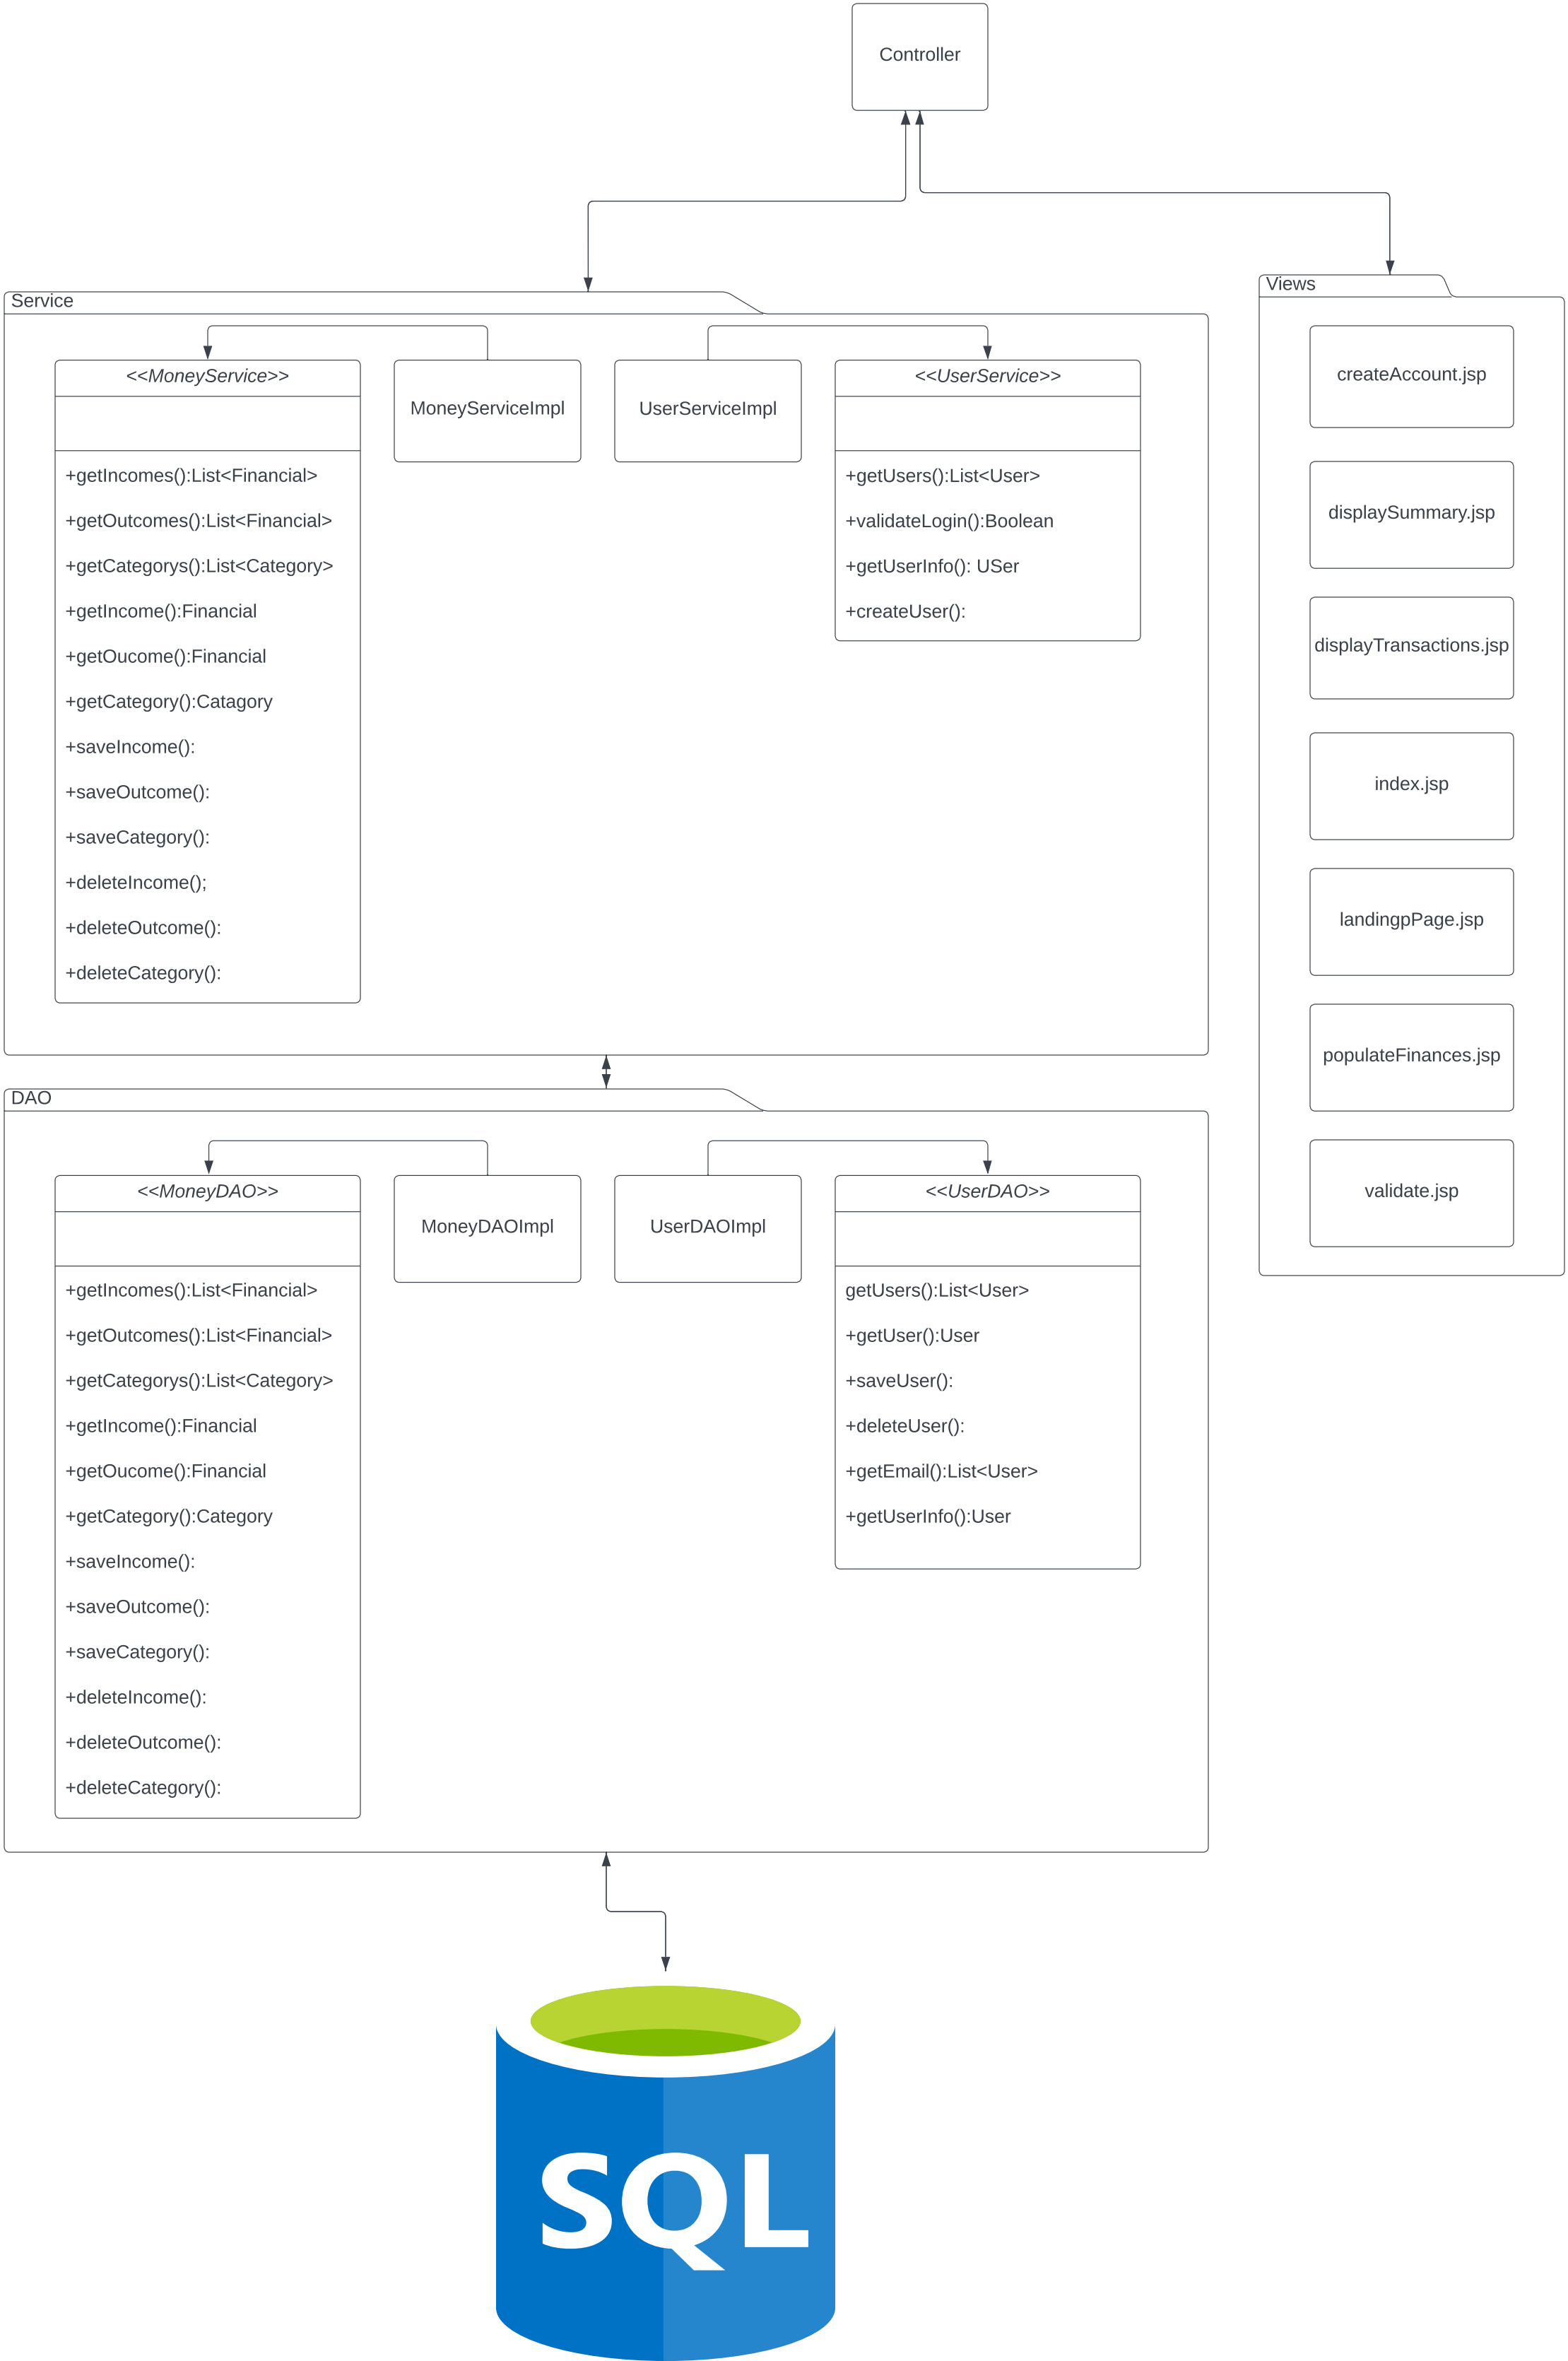 Controller
Service
<<MoneyService>>
+getIncomes():List<Financial>
+getOutcomes():List<Financial>
+getCategorys():List<Category>
+getIncome():Financial
+getOucome():Financial
+getCategory():Catagory
+saveIncome():
+saveOutcome():
+saveCategory():
+deleteIncome();
+deleteOutcome():
+deleteCategory():
MoneyServiceImpl
UserServiceImpl
<<UserService>>
+getUsers():List<User>
+validateLogin():Boolean
+getUserInfo(): USer
+createUser():
Views
createAccount.jsp
displaySummary.jsp
displayTransactions.jsp
index.jsp
landingpPage.jsp
populateFinances.jsp
validate.jsp
DAO
<<MoneyDAO>>
+getIncomes():List<Financial>
+getOutcomes():List<Financial>
+getCategorys():List<Category>
+getIncome():Financial
+getOucome():Financial
+getCategory():Category
+saveIncome():
+saveOutcome():
+saveCategory():
+deleteIncome():
+deleteOutcome():
+deleteCategory():
MoneyDAOImpl
UserDAOImpl
<<UserDAO>>
getUsers():List<User>
+getUser():User
+saveUser():
+deleteUser():
+getEmail():List<User>
+getUserInfo():User
SQL